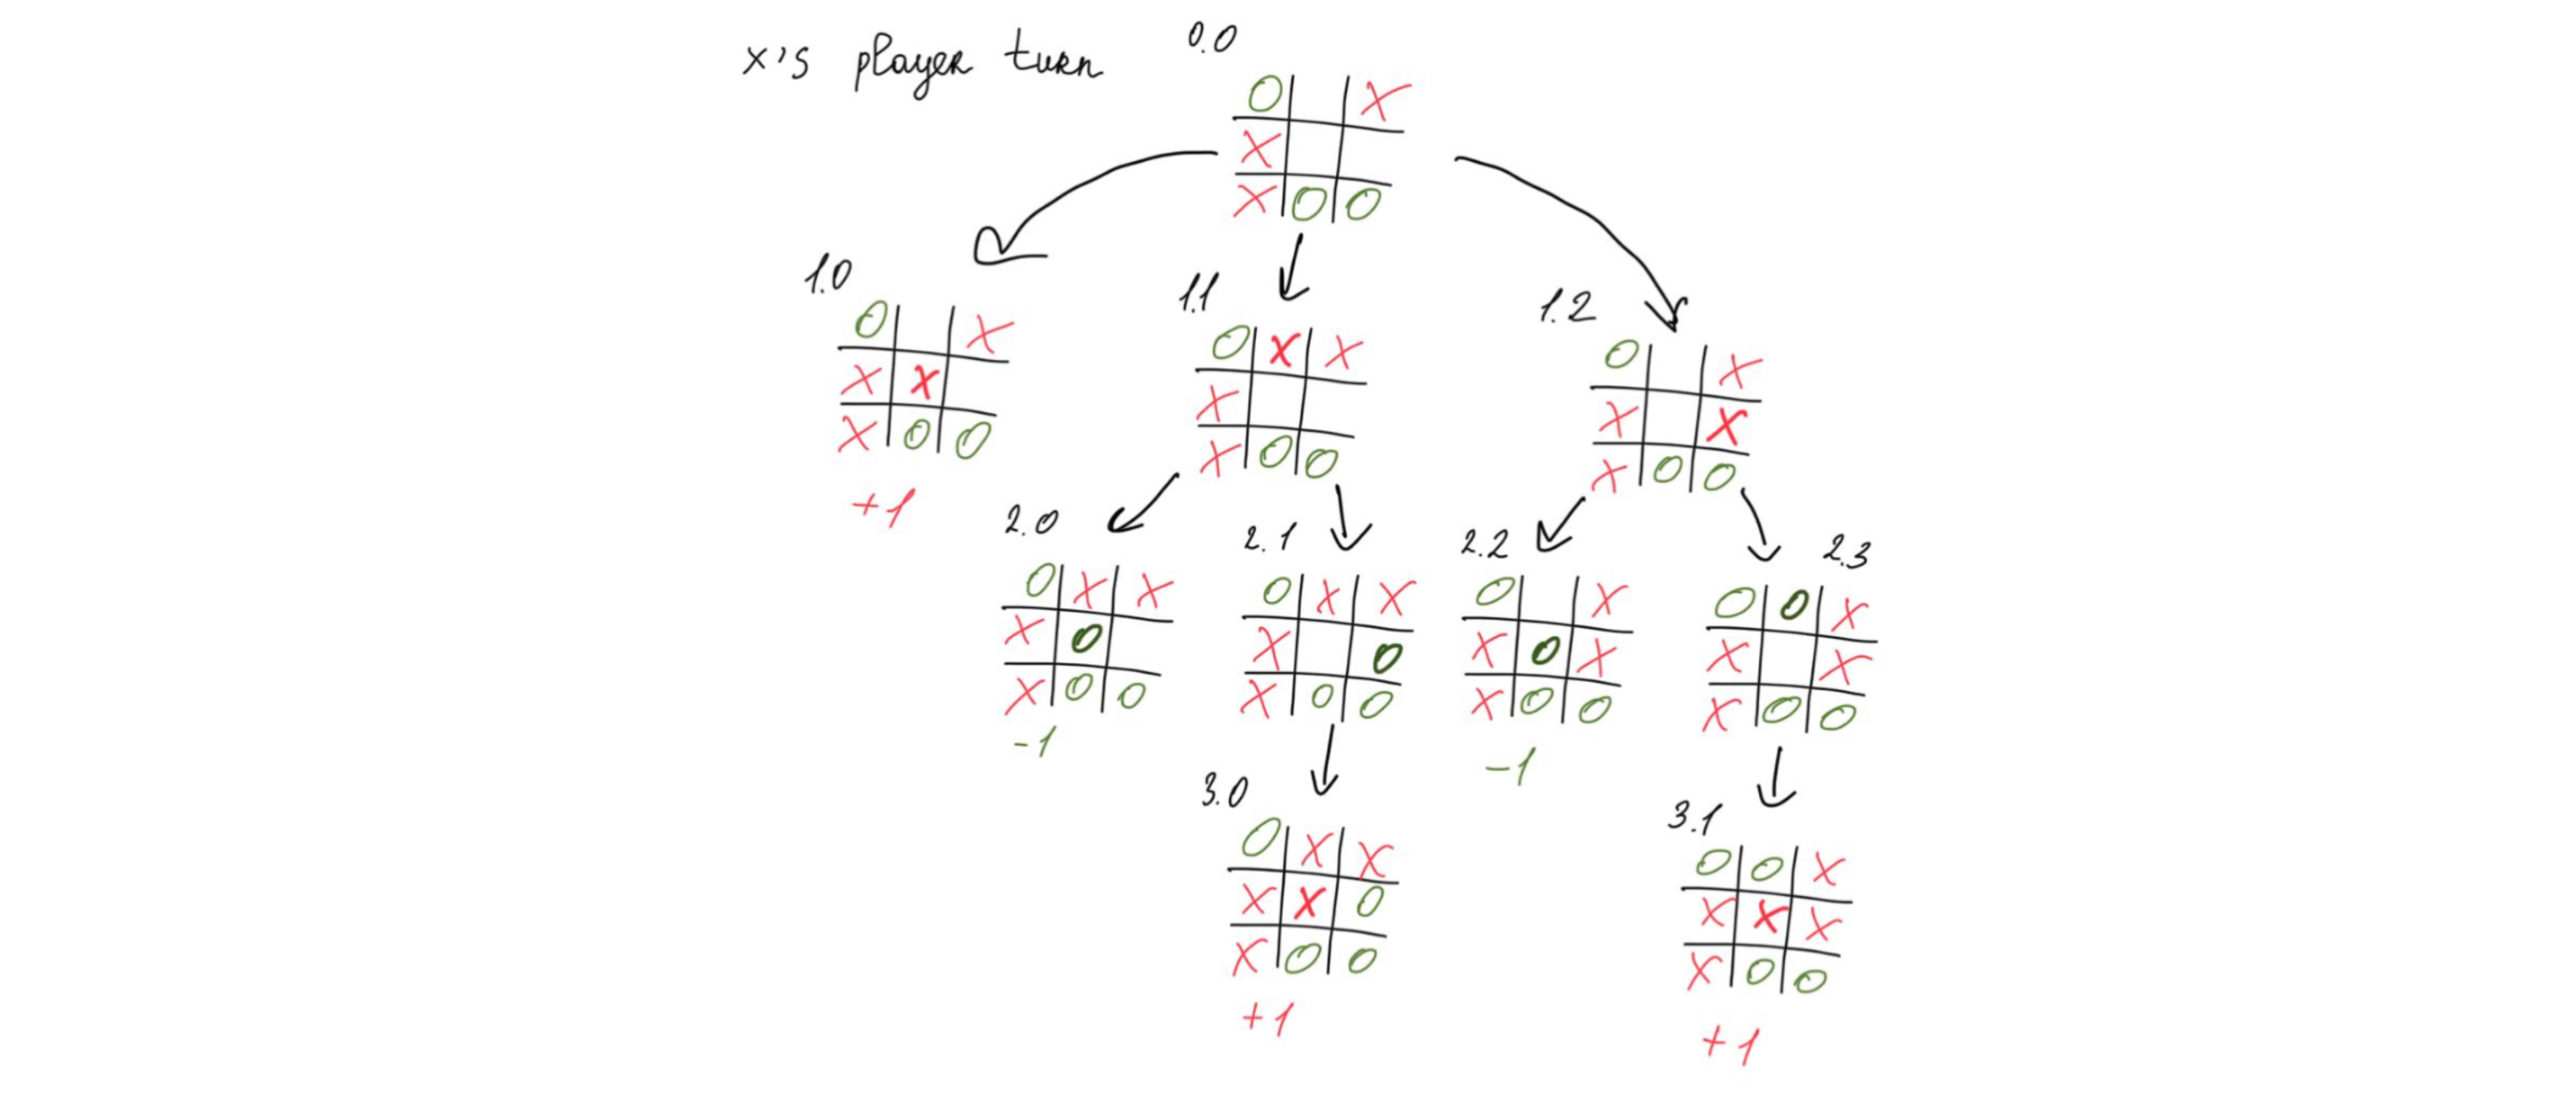 x's player turn
0.0
O X
X
X O O
1.0
O X
X X
X O O
+1
1.1
O X X
X
X O O
1.2
O X
X X
X O O
2.0
O X X
X O
X O O
-1
2.1
O X X
X O
X O O
2.2
O X
X O X
X O O
-1
2.3
O O X
X X
X O O
3.0
O X X
X X O
X O O
+1
3.1
O O X
X X X
X O O
+1